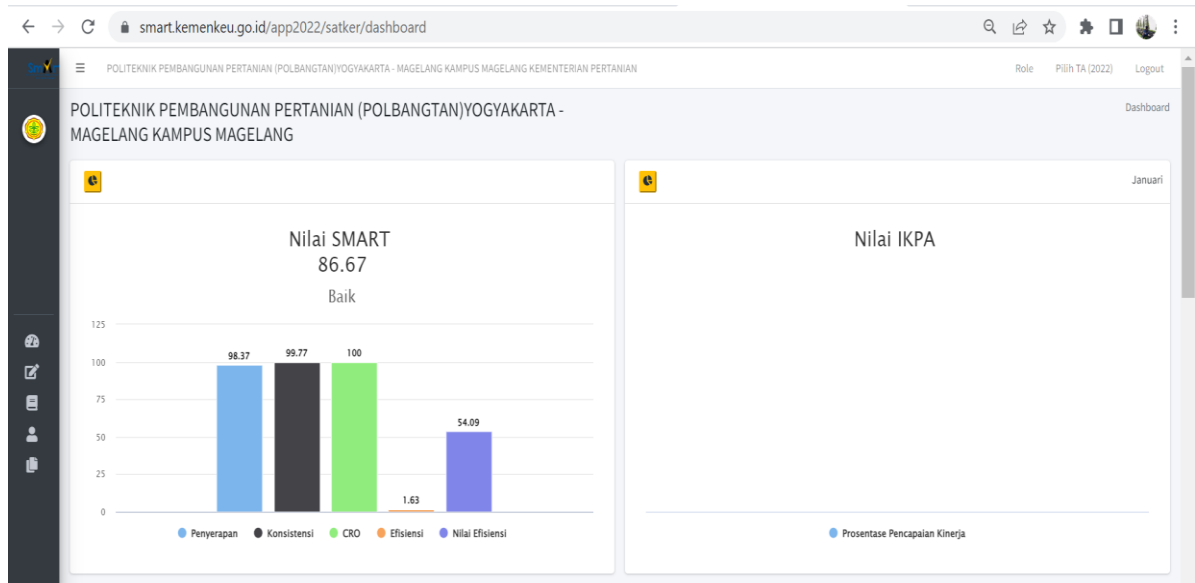 smart.kemenkeu.go.id/app2022/satker/dashboard
POLITEKNIK PEMBANGUNAN PERTANIAN (POLBANGTAN)YOGYAKARTA - MAGELANG KAMPUS MAGELANG KEMENTERIAN PERTANIAN
Role Pilih TA (2022) Logout
POLITEKNIK PEMBANGUNAN PERTANIAN (POLBANGTAN)YOGYAKARTA -
MAGELANG KAMPUS MAGELANG
Dashboard
Nilai SMART
86.67
Baik
125
100
75
50
25
0
98.37
99.77
100
1.63
54.09
Penyerapan Konsistensi CRO Efisiensi Nilai Efisiensi
Januari
Nilai IKPA
Prosentase Pencapaian Kinerja